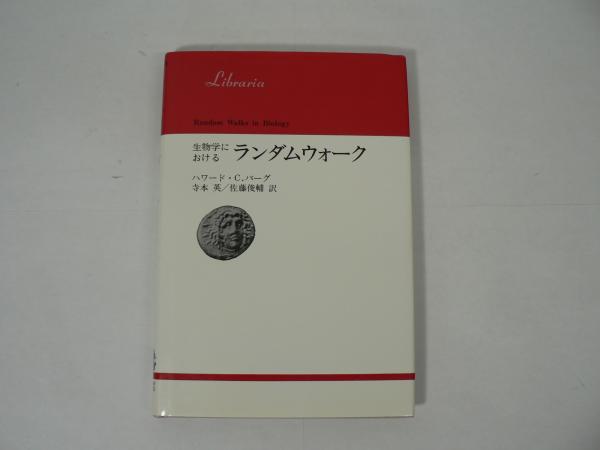 Libraria
Random Walks in Biology
生物学に
おける ランダムウォーク
ハワード・C.バーグ
寺本 英/佐藤俊輔 訳